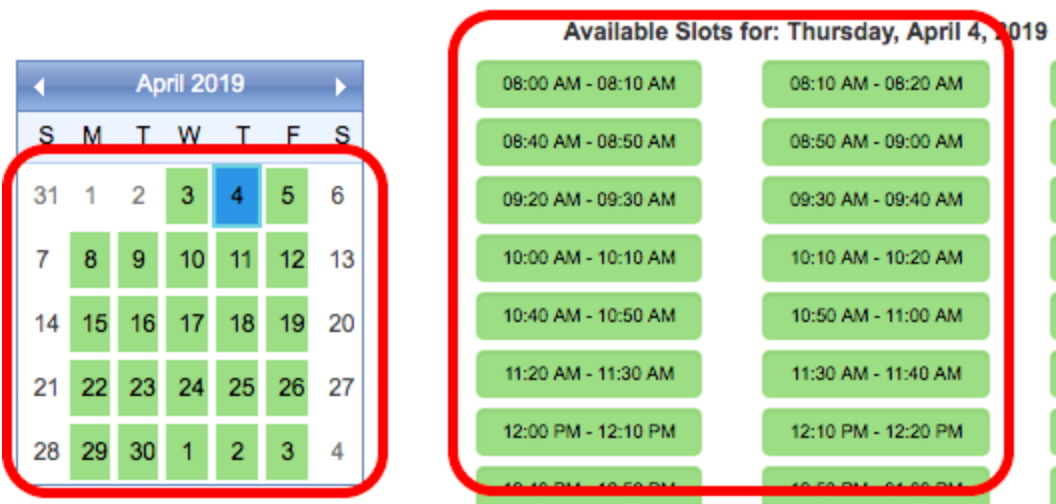 Available Slots for: Thursday, April 4, 2019
April 2019
S M T W T F S
31 1 2 3 4 5 6
7 8 9 10 11 12 13
14 15 16 17 18 19 20
21 22 23 24 25 26 27
28 29 30 1 2 3 4
08:00 AM - 08:10 AM 08:10 AM - 08:20 AM
08:40 AM - 08:50 AM 08:50 AM - 09:00 AM
09:20 AM - 09:30 AM 09:30 AM - 09:40 AM
10:00 AM - 10:10 AM 10:10 AM - 10:20 AM
10:40 AM - 10:50 AM 10:50 AM - 11:00 AM
11:20 AM - 11:30 AM 11:30 AM - 11:40 AM
12:00 PM - 12:10 PM 12:10 PM - 12:20 PM